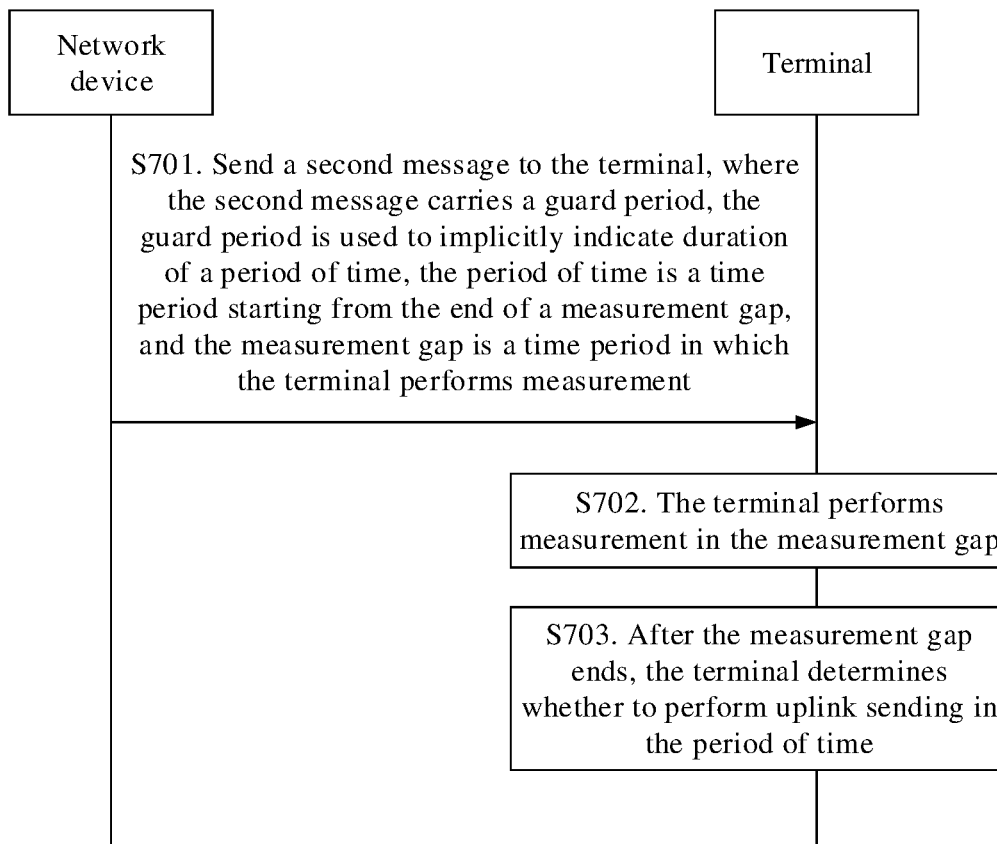 Network
device
Terminal
S701. Send a second message to the terminal, where
the second message carries a guard period, the
guard period is used to implicitly indicate duration
of a period of time, the period of time is a time
period starting from the end of a measurement gap,
and the measurement gap is a time period in which
the terminal performs measurement
S702. The terminal performs
measurement in the measurement gap
S703. After the measurement gap
ends, the terminal determines
whether to perform uplink sending in
the period of time